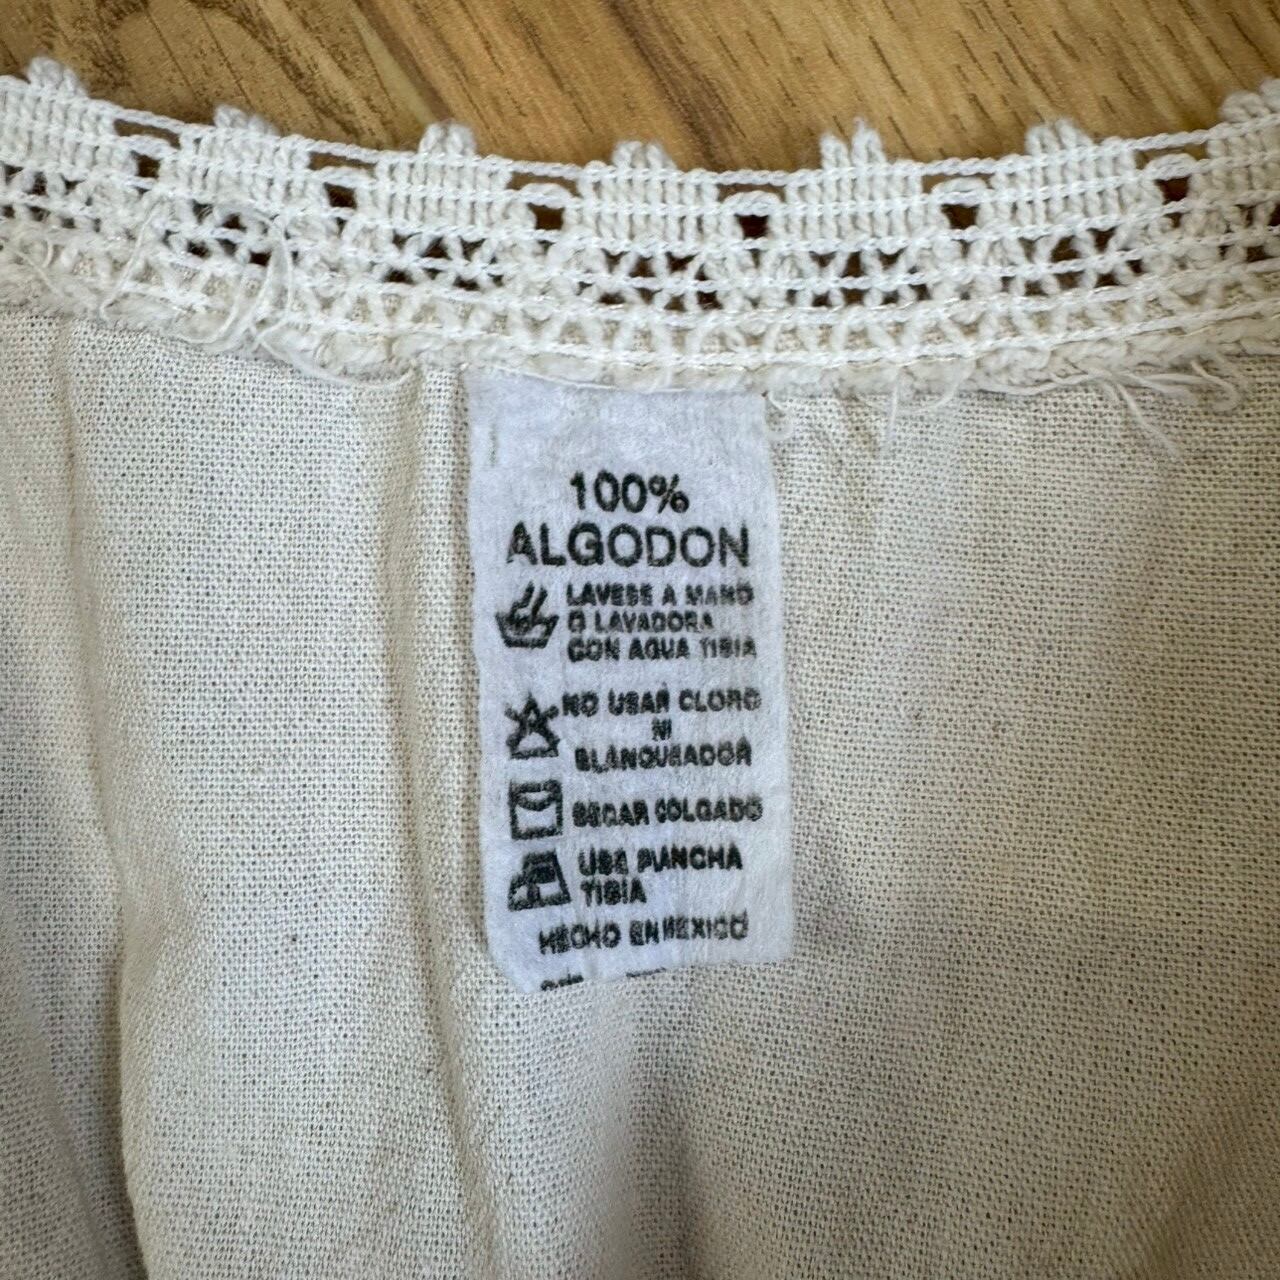 100%
ALGODON
LAVESE A MANO
O LAVADORA
CON AGUA TIBIA
NO USAR CLORO
NI
BLANQUEADOR
SECAR COLGADO
USE PLANCHA
TIBIA
HECHO EN MEXICO